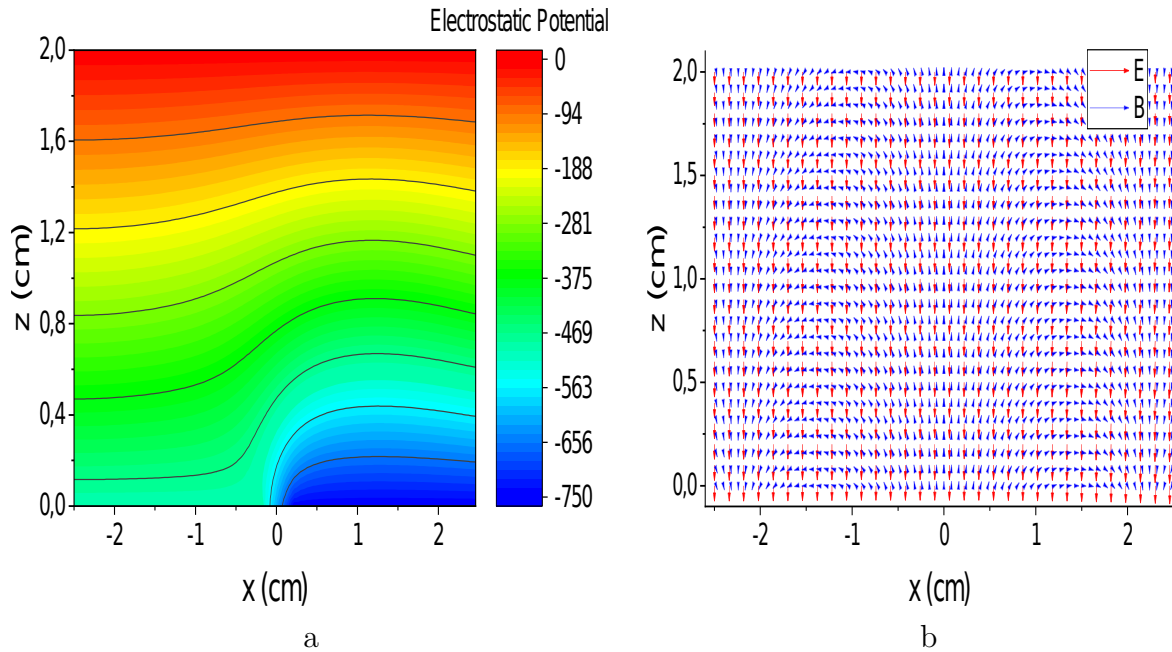 Electrostatic Potential
2,0
1,6
1,2
0,8
0,4
0,0
z (cm)
-2 -1 0 1 2
x (cm)
0
-94
-188
-281
-375
-469
-563
-656
-750
a
E
B
2,0
1,5
1,0
0,5
0,0
z (cm)
-2 -1 0 1 2
x (cm)
b